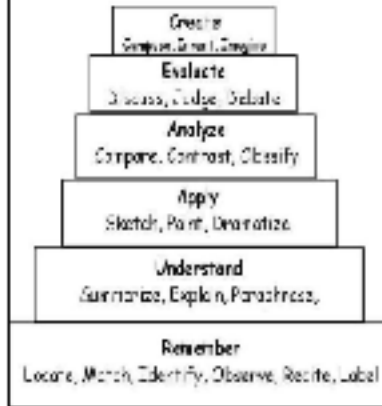 Create
Evaluate
Discuss, Judge, Debate
Analyze
Compare, Contrast, Classify
Apply
Sketch, Paint, Dramatize
Understand
Summarize, Explain, Paraphrase,
Remember
Locate, Match, Identify, Observe, Recite, Label